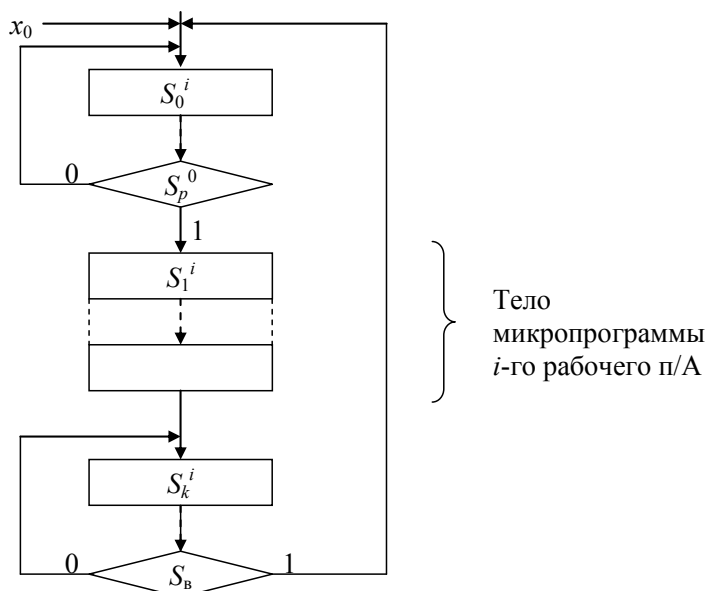 x₀
S₀ⁱ
0
Sₚ⁰
1
S₁ⁱ
Тело
микропрограммы
i-го рабочего п/А
Sₖⁱ
0
1
Sв